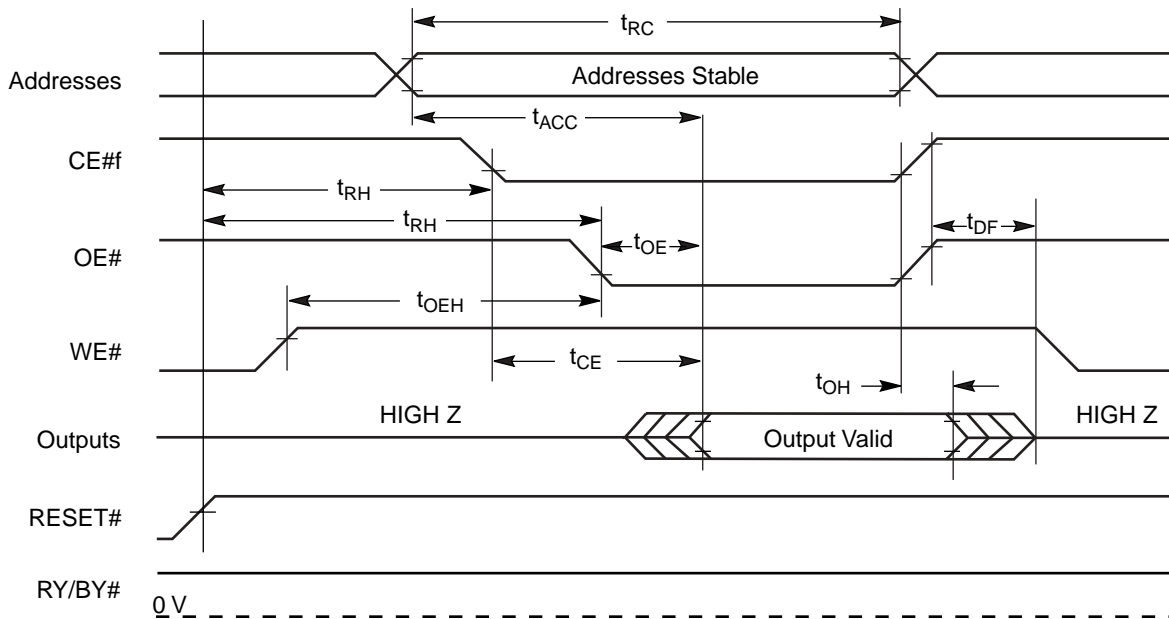 tRC
Addresses
Addresses Stable
tACC
CE#f
tRH
tRH
tDF
OE#
tOE
tOEH
WE#
tCE
tOH
HIGH Z
HIGH Z
Outputs
Output Valid
RESET#
RY/BY#
0 V